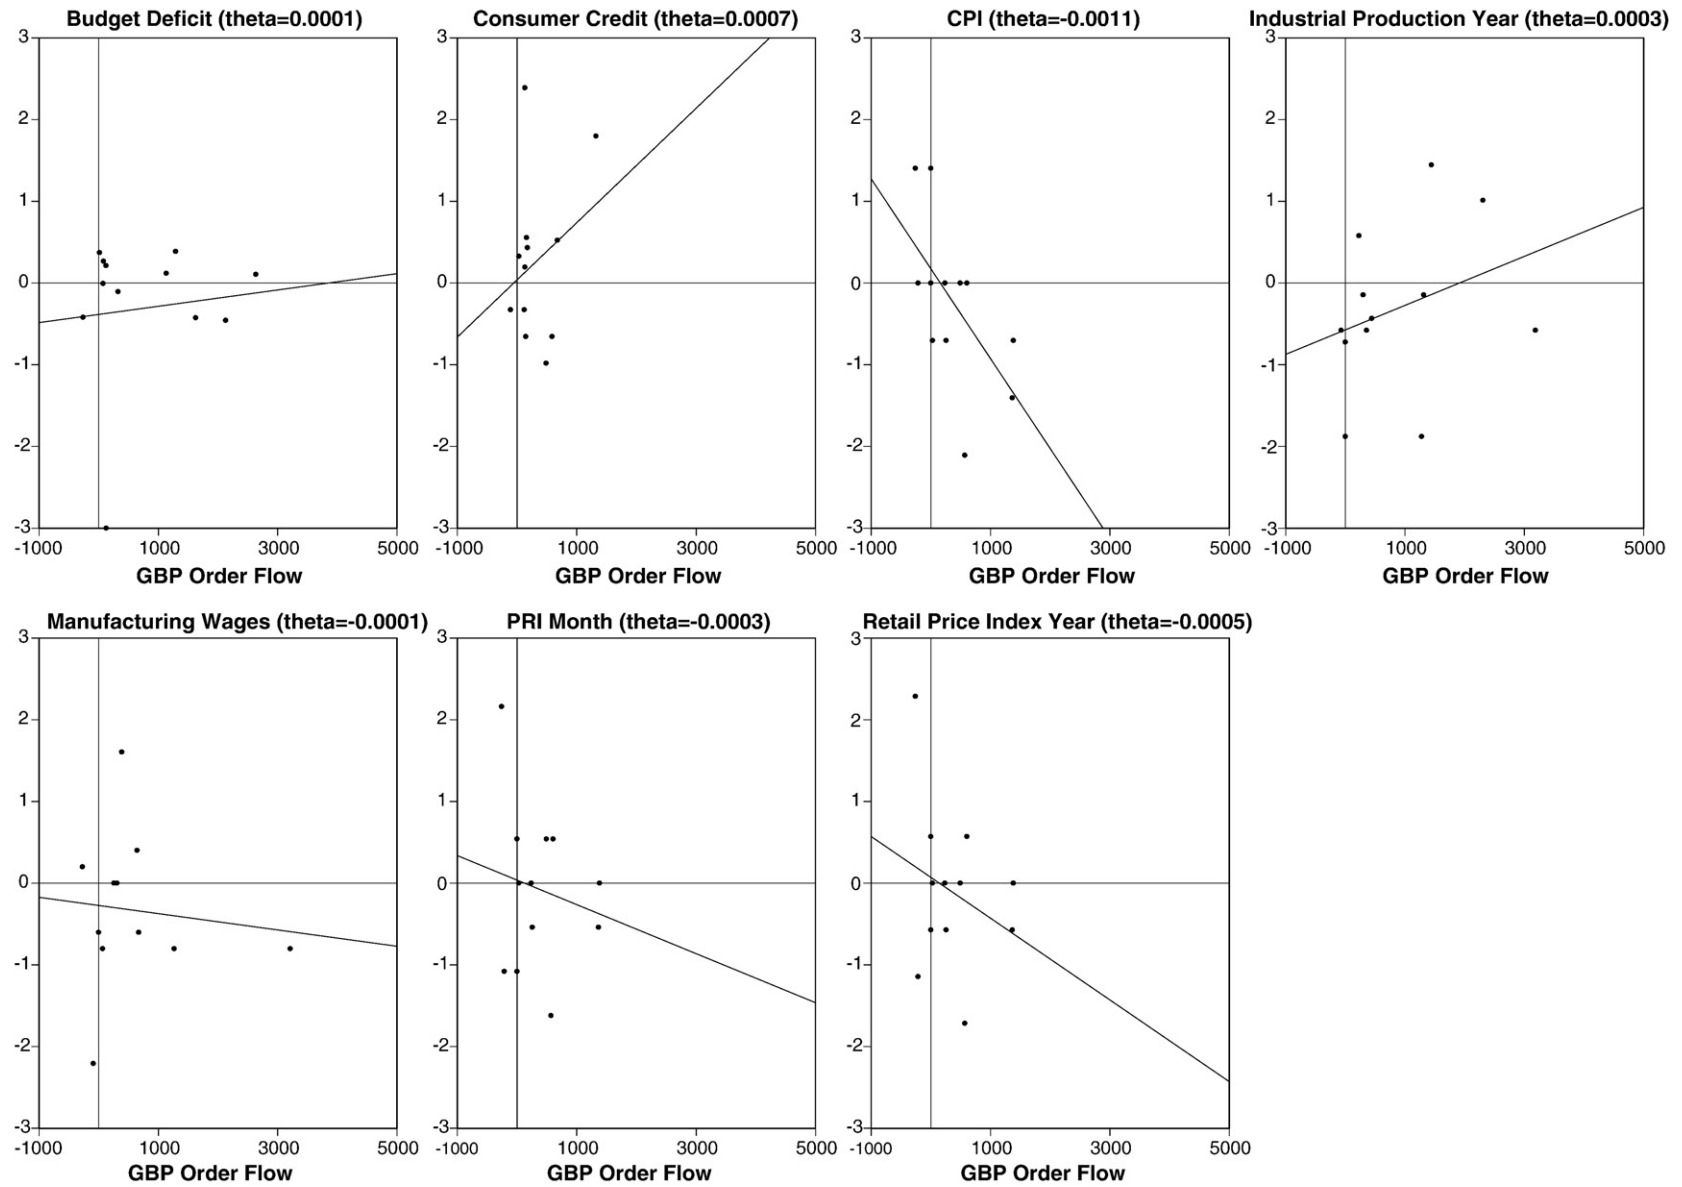 Budget Deficit (theta=0.0001)
3
2
1
0
-1
-2
-3
-1000 1000 3000 5000
GBP Order Flow
Consumer Credit (theta=0.0007)
3
2
1
0
-1
-2
-3
-1000 1000 3000 5000
GBP Order Flow
CPI (theta=-0.0011)
3
2
1
0
-1
-2
-3
-1000 1000 3000 5000
GBP Order Flow
Industrial Production Year (theta=0.0003)
3
2
1
0
-1
-2
-3
-1000 1000 3000 5000
GBP Order Flow
Manufacturing Wages (theta=-0.0001)
3
2
1
0
-1
-2
-3
-1000 1000 3000 5000
GBP Order Flow
PRI Month (theta=-0.0003)
3
2
1
0
-1
-2
-3
-1000 1000 3000 5000
GBP Order Flow
Retail Price Index Year (theta=-0.0005)
3
2
1
0
-1
-2
-3
-1000 1000 3000 5000
GBP Order Flow